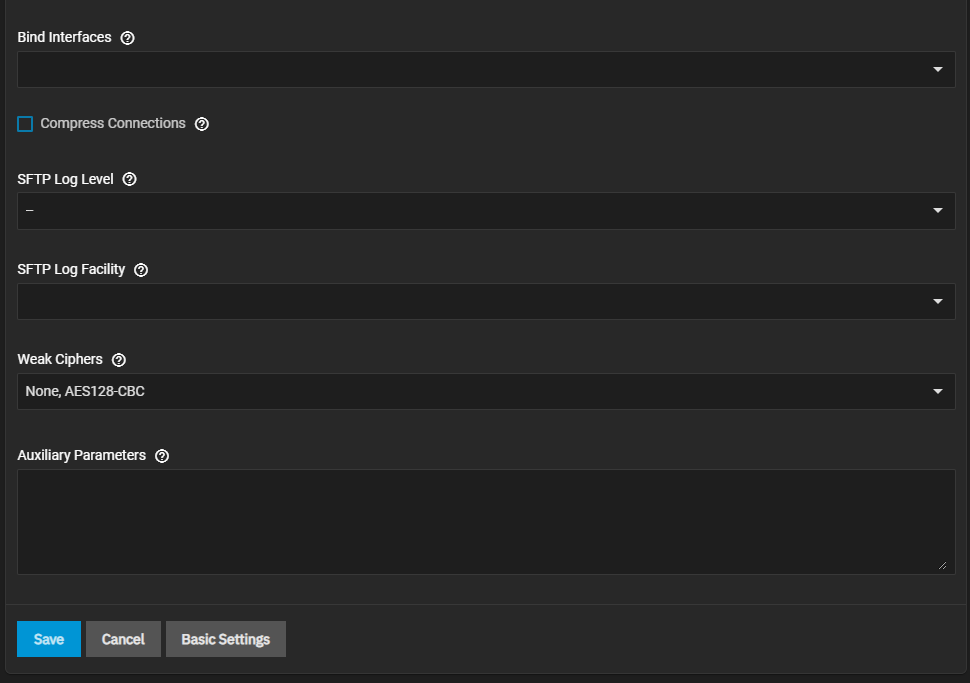 Bind Interfaces
Compress Connections
SFTP Log Level
–
SFTP Log Facility
Weak Ciphers
None, AES128-CBC
Auxiliary Parameters
Save Cancel Basic Settings